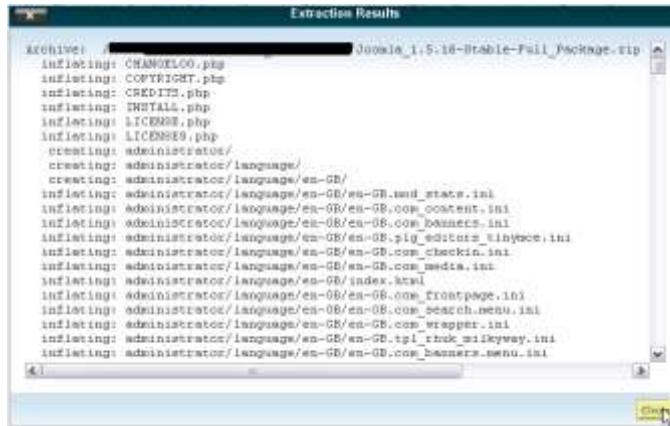 Extraction Results
Archive: / Joomla_1.5.18-Stable-Full_Package.zip
inflating: CHANGELOG.php
inflating: COPYRIGHT.php
inflating: CREDITS.php
inflating: INSTALL.php
inflating: LICENSE.php
inflating: LICENSES.php
creating: administrator/
creating: administrator/language/
creating: administrator/language/en-GB/
inflating: administrator/language/en-GB/en-GB.mod_stats.ini
inflating: administrator/language/en-GB/en-GB.com_content.ini
inflating: administrator/language/en-GB/en-GB.com_banners.ini
inflating: administrator/language/en-GB/en-GB.plg_editors_tinymce.ini
inflating: administrator/language/en-GB/en-GB.com_checkin.ini
inflating: administrator/language/en-GB/en-GB.com_media.ini
inflating: administrator/language/en-GB/index.html
inflating: administrator/language/en-GB/en-GB.com_frontpage.ini
inflating: administrator/language/en-GB/en-GB.com_search.menu.ini
inflating: administrator/language/en-GB/en-GB.com_wrapper.ini
inflating: administrator/language/en-GB/en-GB.tpl_rhuk_milkyway.ini
inflating: administrator/language/en-GB/en-GB.com_banners.menu.ini